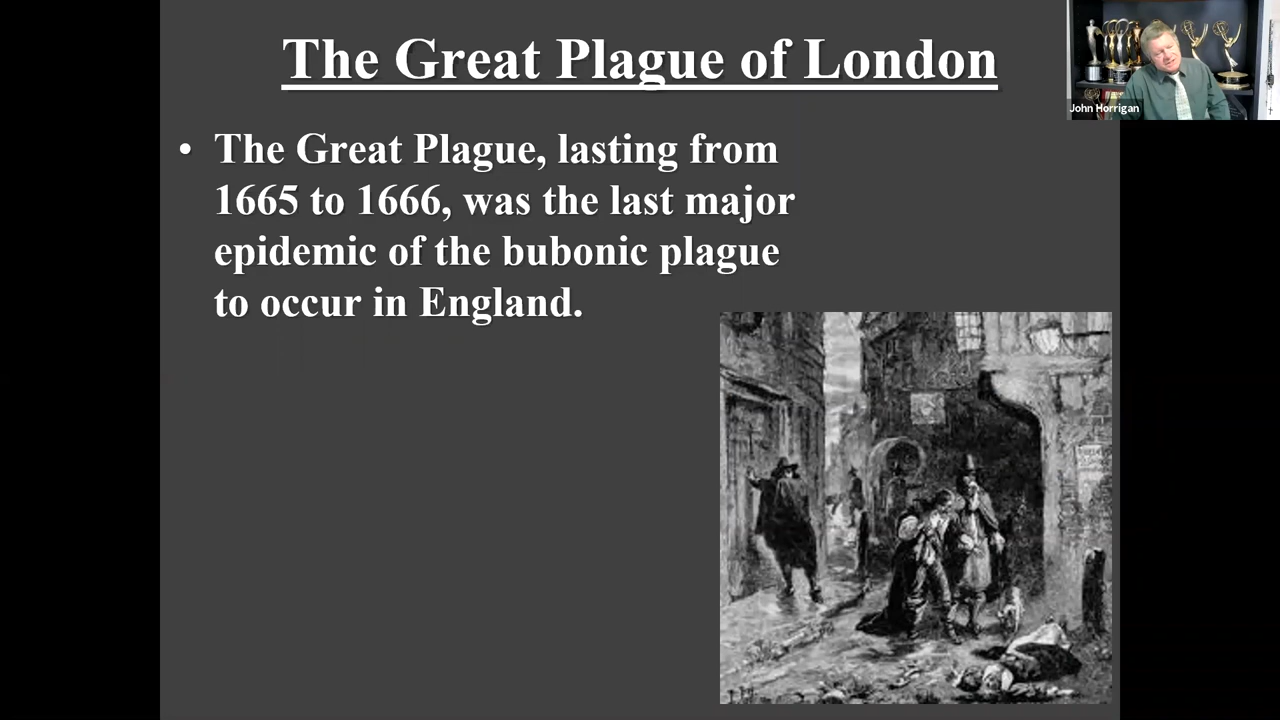 The Great Plague of London
John Horrigan
• The Great Plague, lasting from
1665 to 1666, was the last major
epidemic of the bubonic plague
to occur in England.